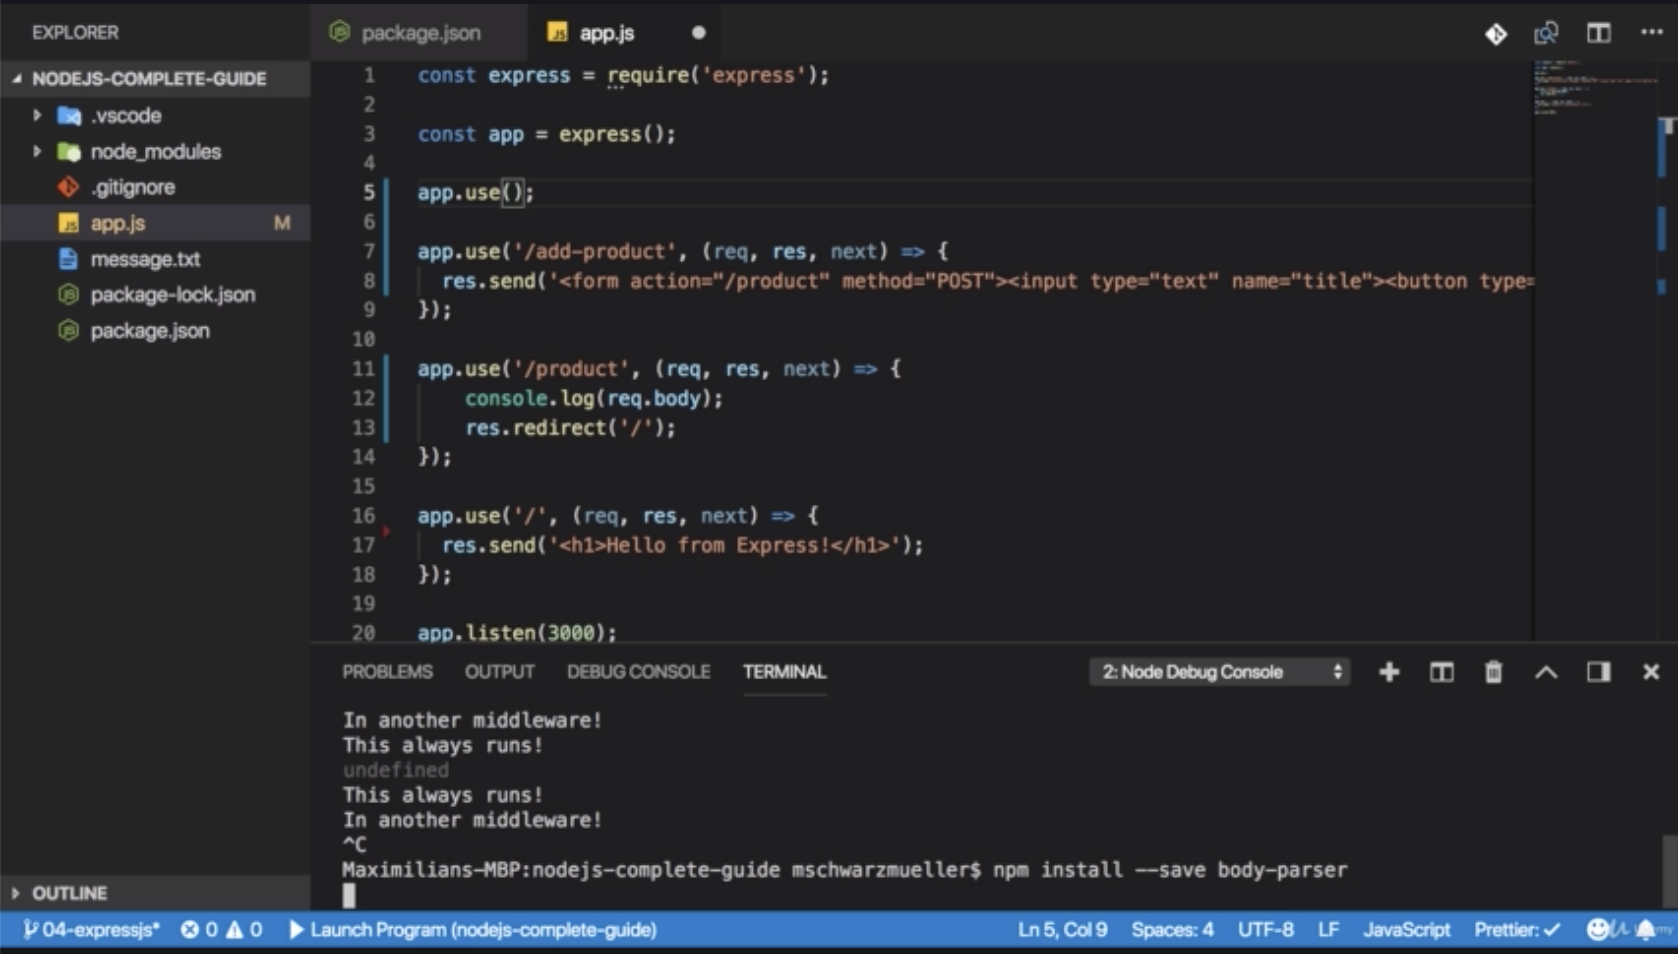 EXPLORER
package.json
app.js
NODEJS-COMPLETE-GUIDE
.vscode
node_modules
.gitignore
app.js M
message.txt
package-lock.json
package.json
OUTLINE
1 const express = require('express');
2
3 const app = express();
4
5 app.use();
6
7 app.use('/add-product', (req, res, next) => {
8 res.send('<form action="/product" method="POST"><input type="text" name="title"><button type=
9 });
10
11 app.use('/product', (req, res, next) => {
12 console.log(req.body);
13 res.redirect('/');
14 });
15
16 app.use('/', (req, res, next) => {
17 res.send('<h1>Hello from Express!</h1>');
18 });
19
20 app.listen(3000);
PROBLEMS OUTPUT DEBUG CONSOLE TERMINAL 2: Node Debug Console
In another middleware!
This always runs!
undefined
This always runs!
In another middleware!
^C
Maximilians-MBP:nodejs-complete-guide mschwarzmueller$ npm install --save body-parser
04-expressjs* 0 0 Launch Program (nodejs-complete-guide) Ln 5, Col 9 Spaces: 4 UTF-8 LF JavaScript Prettier: ✓